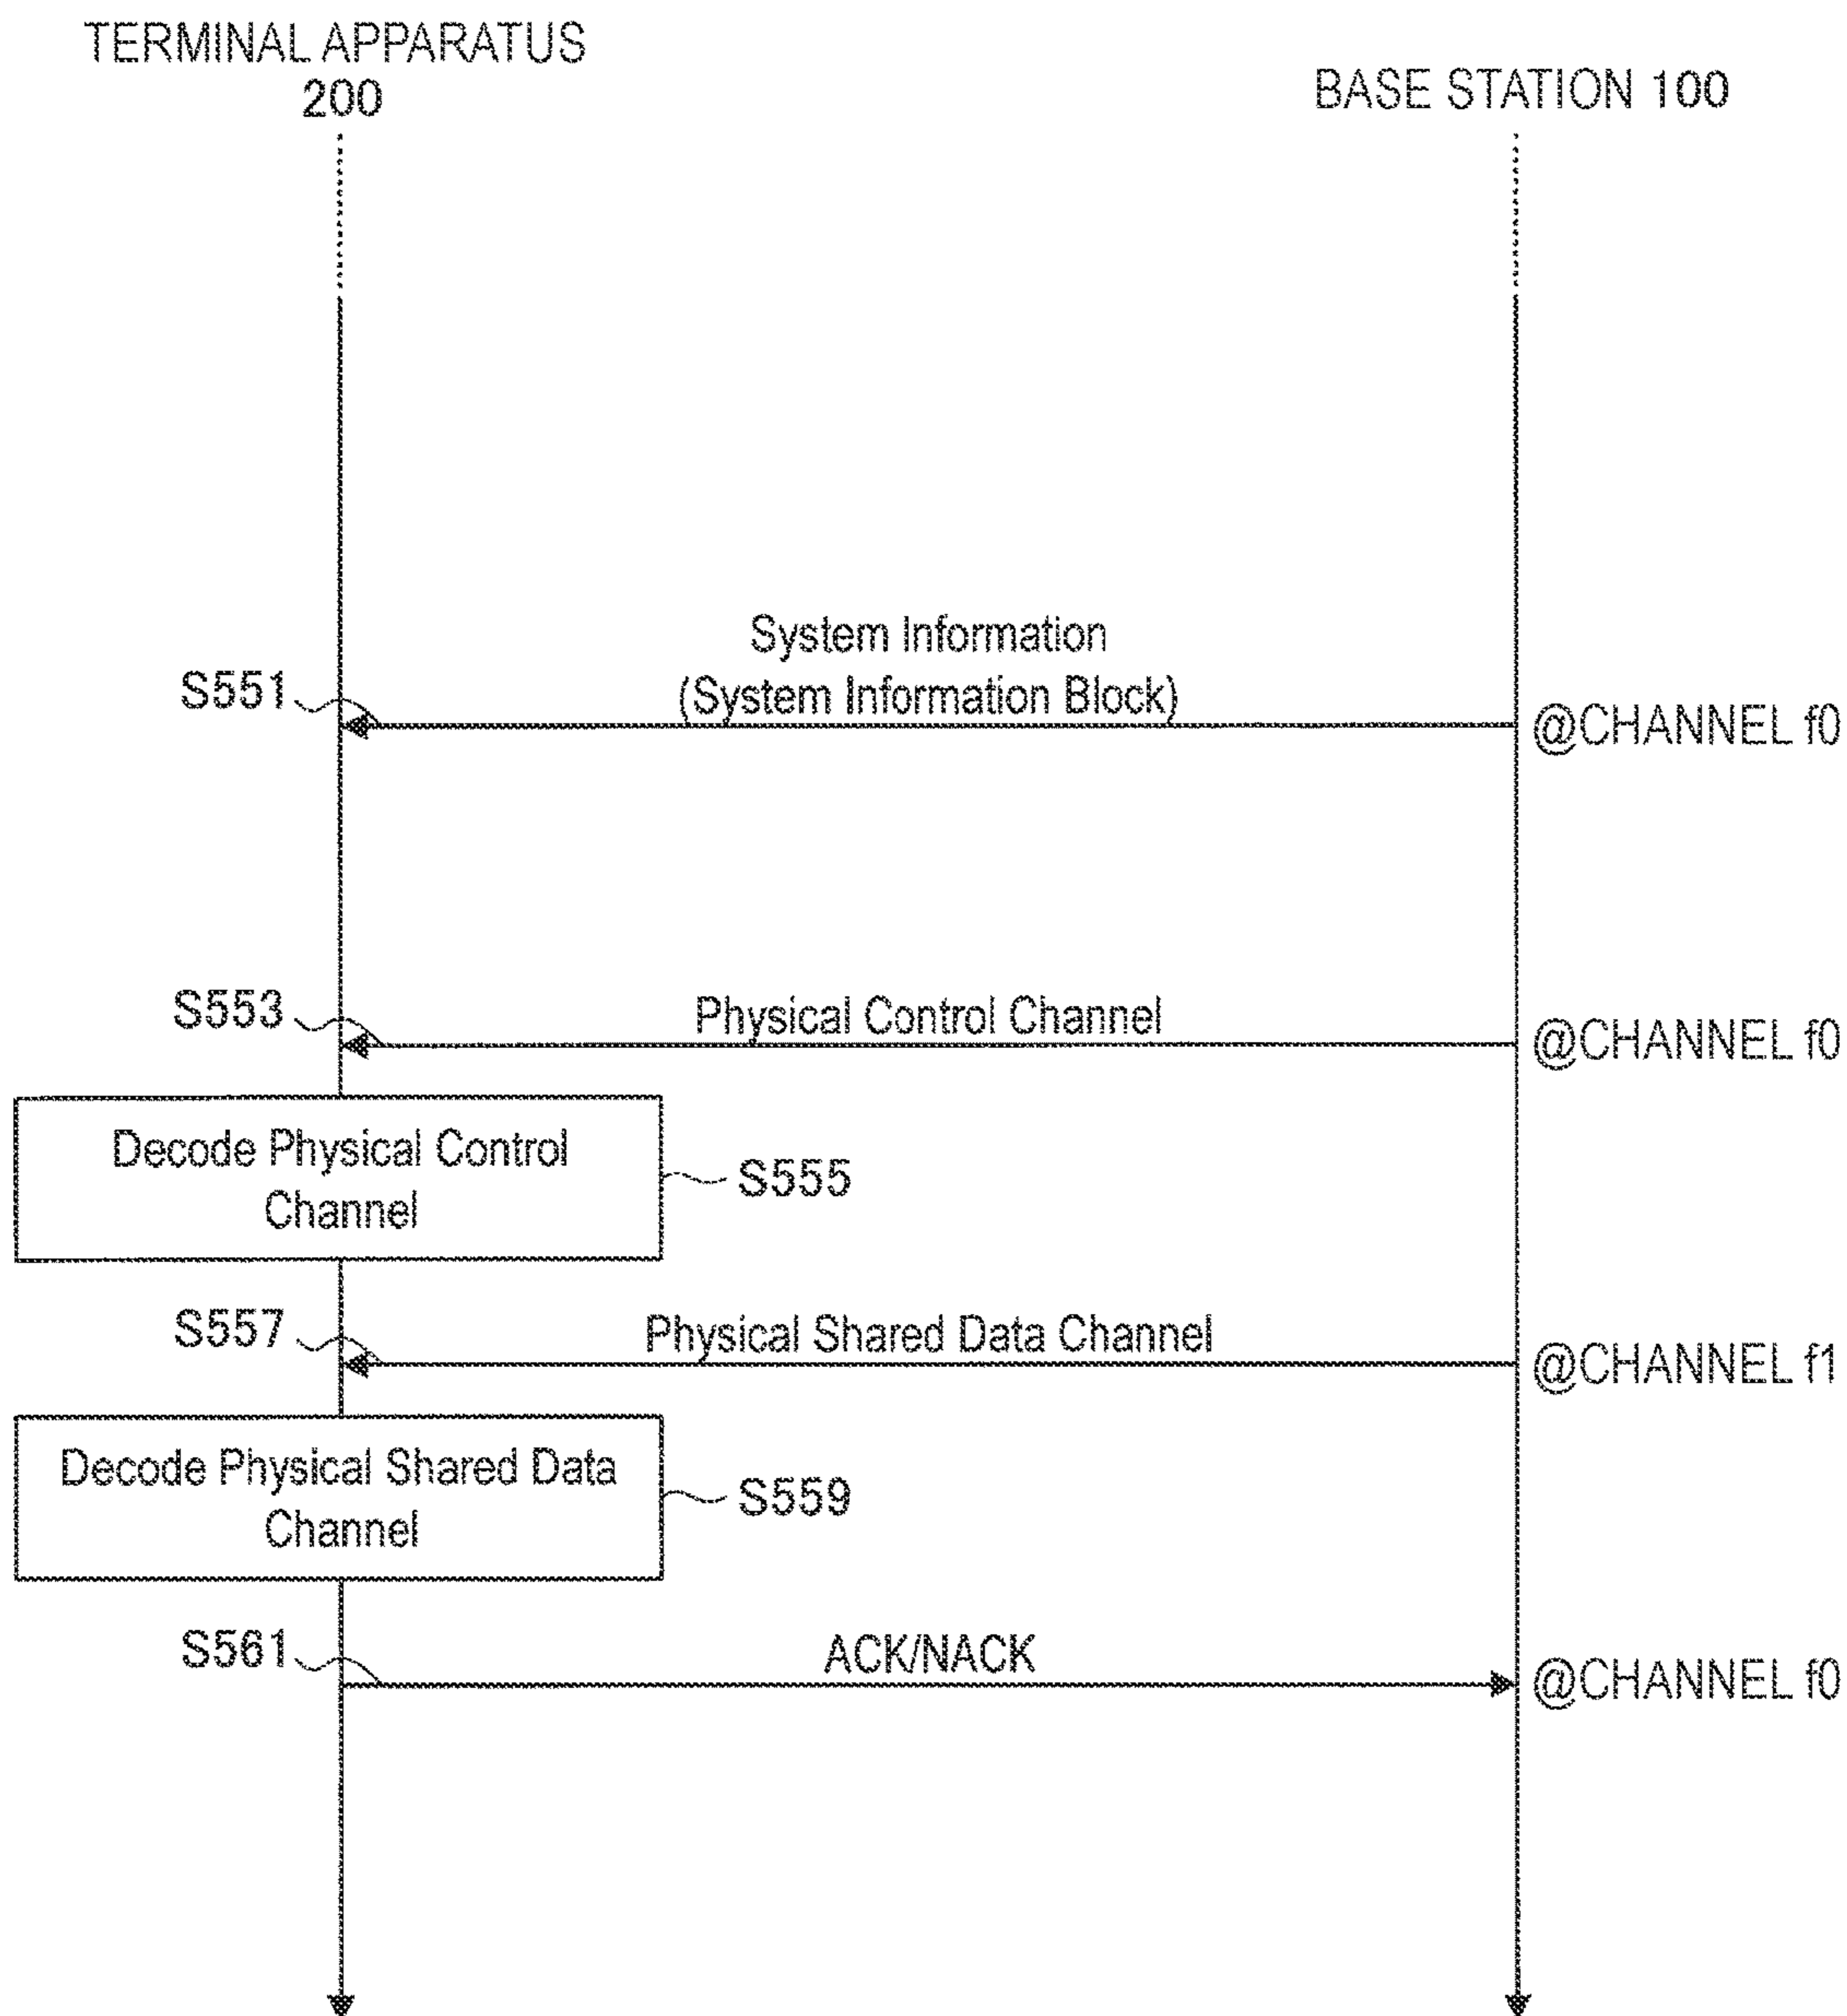 TERMINAL APPARATUS
200
BASE STATION 100
System Information
(System Information Block)
S551
@CHANNEL f0
S553
Physical Control Channel
@CHANNEL f0
Decode Physical Control
Channel
S555
S557
Physical Shared Data Channel
@CHANNEL f1
Decode Physical Shared Data
Channel
S559
S561
ACK/NACK
@CHANNEL f0